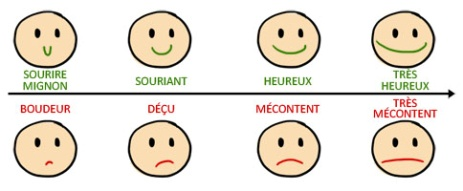 SOURIRE
MIGNON
SOURIANT
HEUREUX
TRÈS
HEUREUX
BOUDEUR
DÉÇU
MÉCONTENT
TRÈS
MÉCONTENT